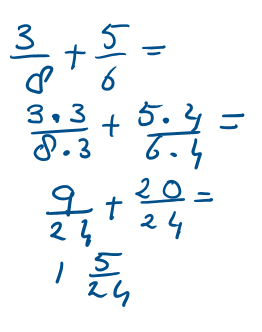 3/8 + 5/6 =
3·3/8·3 + 5·4/6·4 =
9/24 + 20/24 =
1 5/24